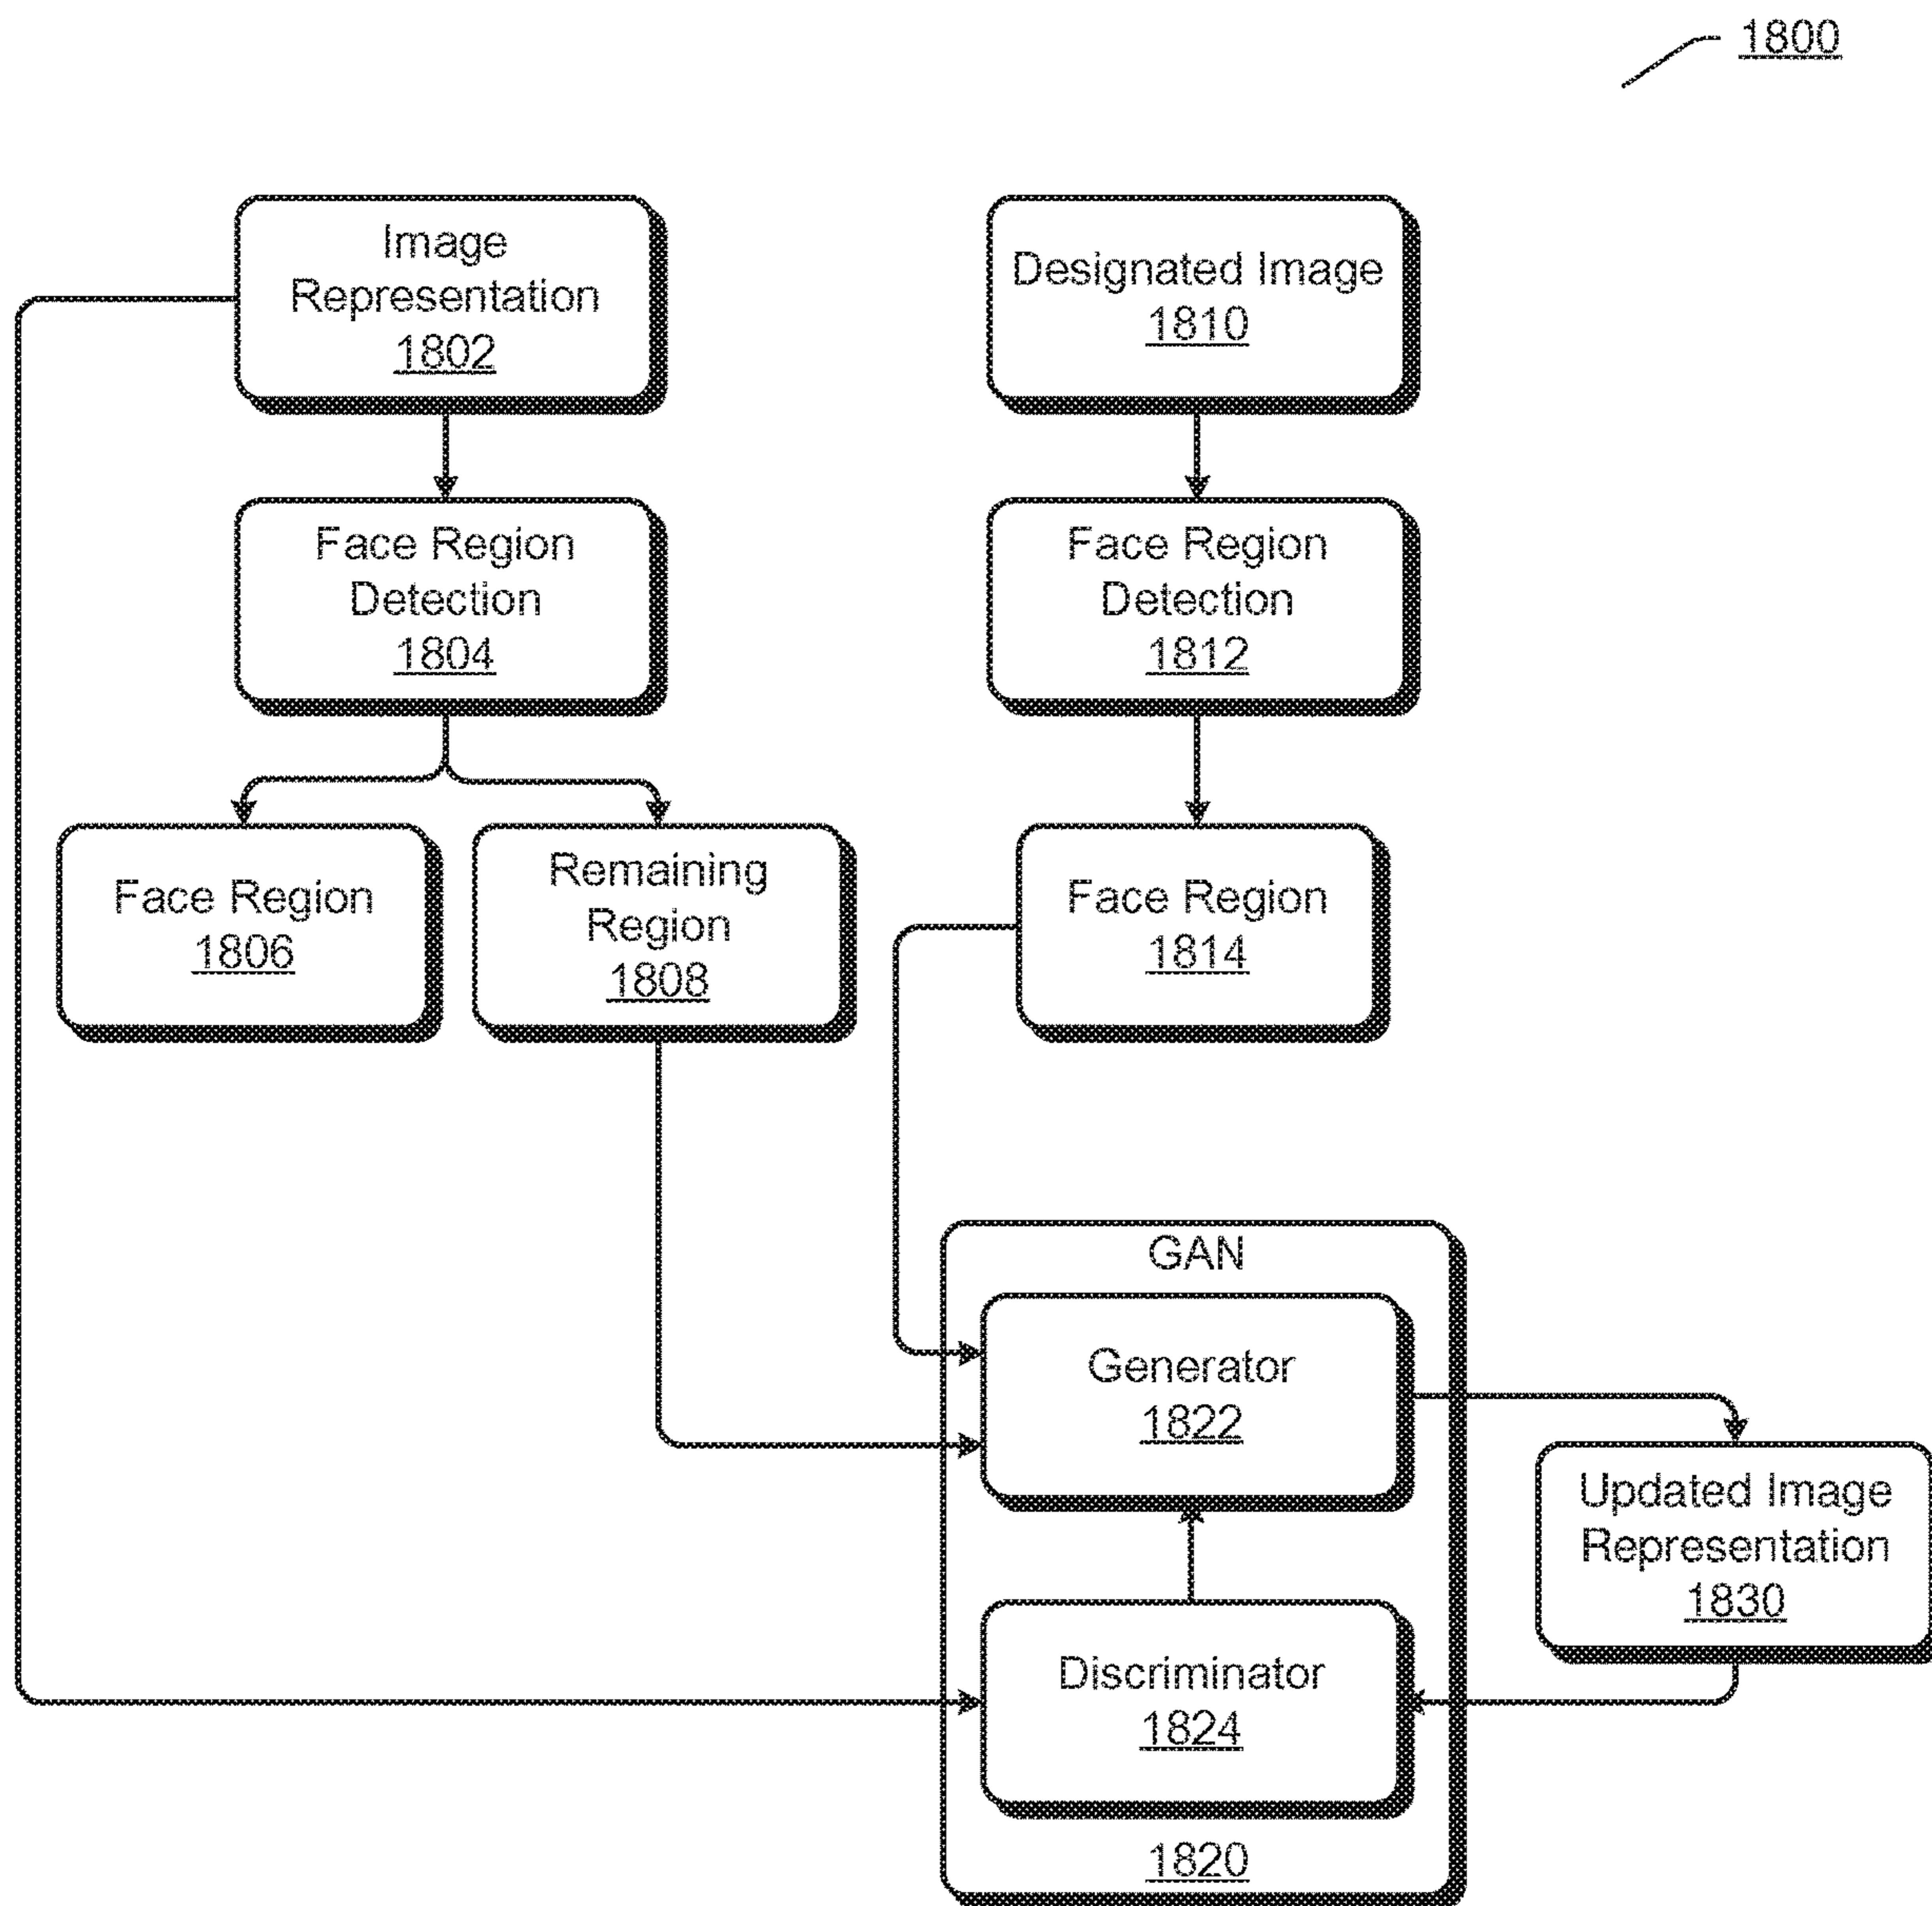 1800
Image
Representation
1802
Designated Image
1810
Face Region
Detection
1804
Face Region
Detection
1812
Face Region
1806
Remaining
Region
1808
Face Region
1814
GAN
Generator
1822
Updated Image
Representation
1830
Discriminator
1824
1820